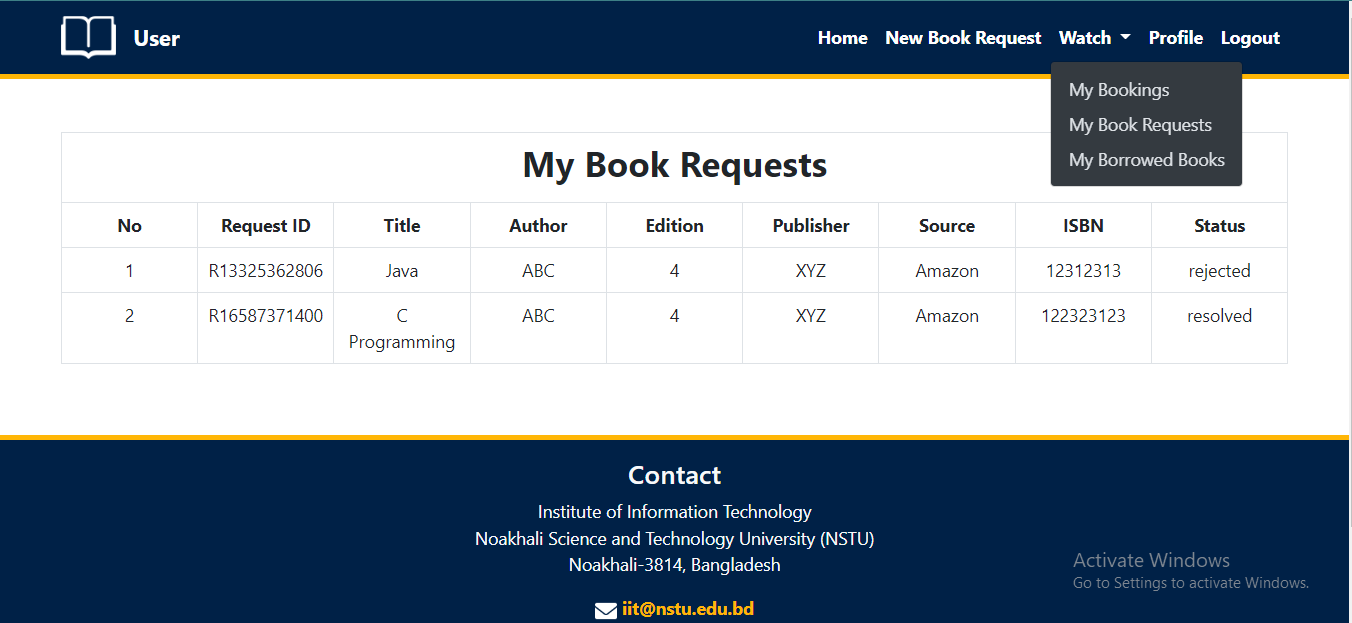 User
Home New Book Request Watch Profile Logout
My Bookings
My Book Requests
My Borrowed Books
My Book Requests
No Request ID Title Author Edition Publisher Source ISBN Status
1 R13325362806 Java ABC 4 XYZ Amazon 12312313 rejected
2 R16587371400 C Programming ABC 4 XYZ Amazon 122323123 resolved
Contact
Institute of Information Technology
Noakhali Science and Technology University (NSTU)
Noakhali-3814, Bangladesh
iit@nstu.edu.bd
Activate Windows
Go to Settings to activate Windows.